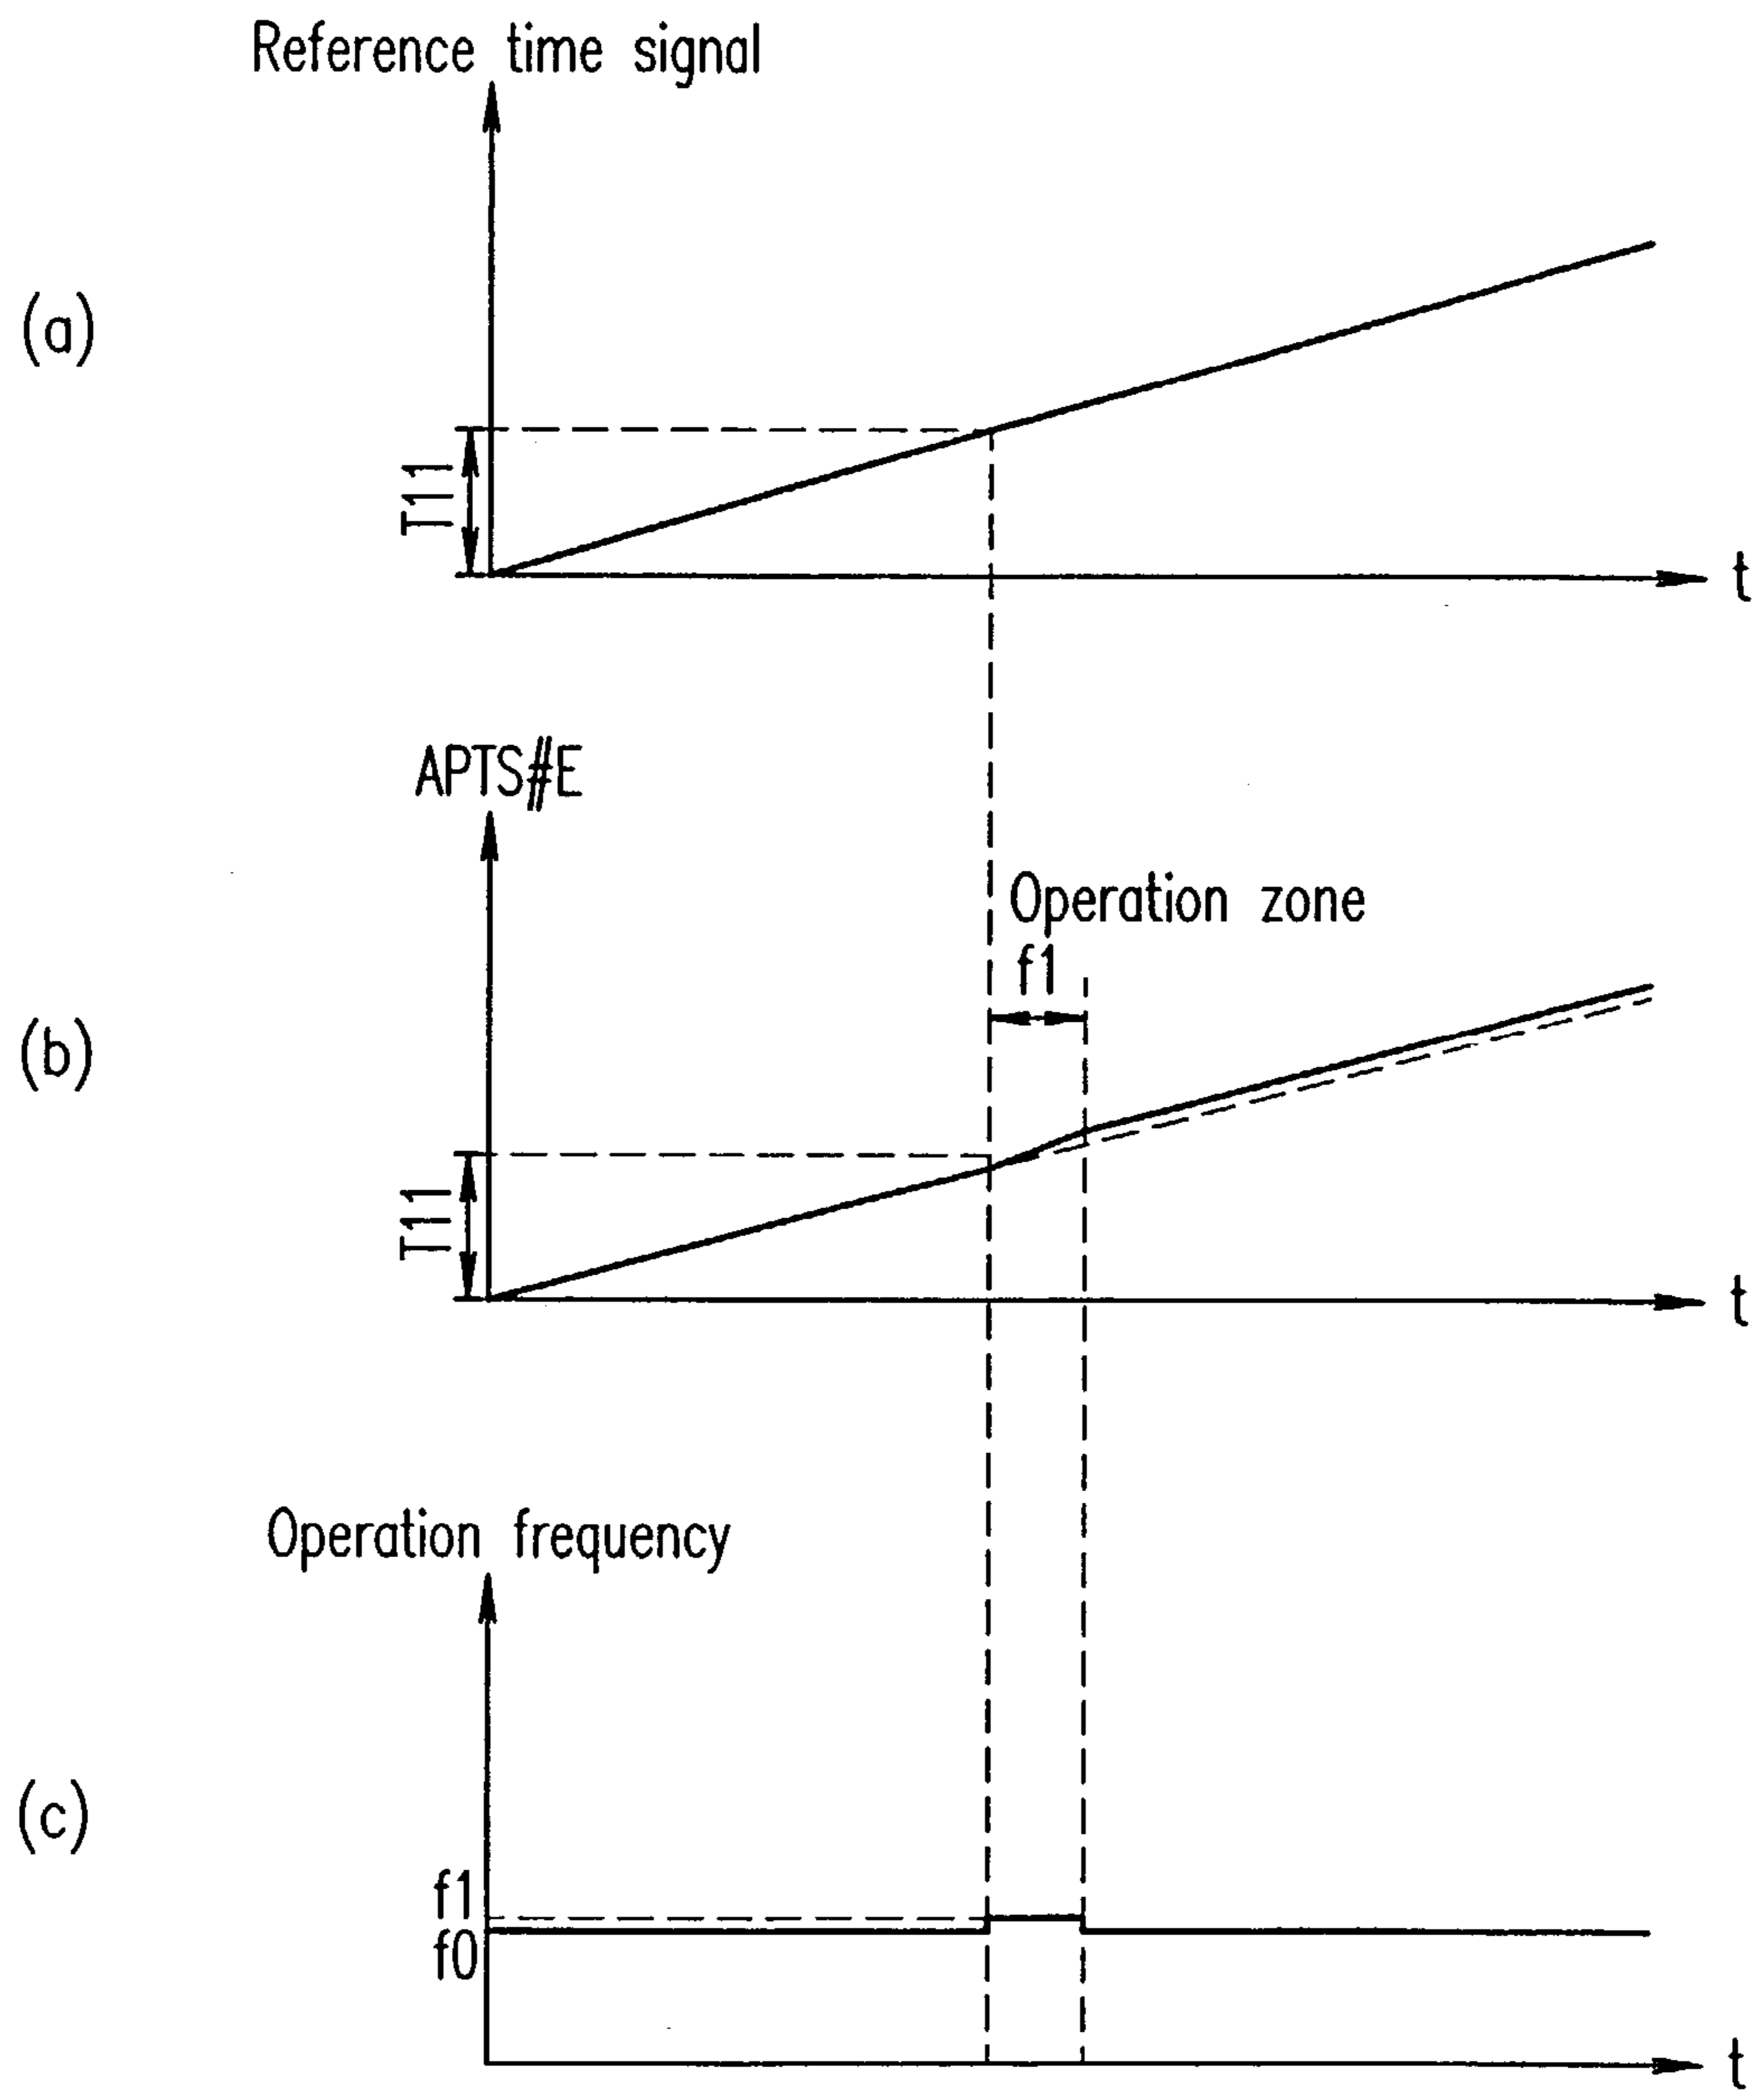 Reference time signal
(a)
T11
t
APTS#E
Operation zone
f1
(b)
T11
t
Operation frequency
(c)
f1
f0
t